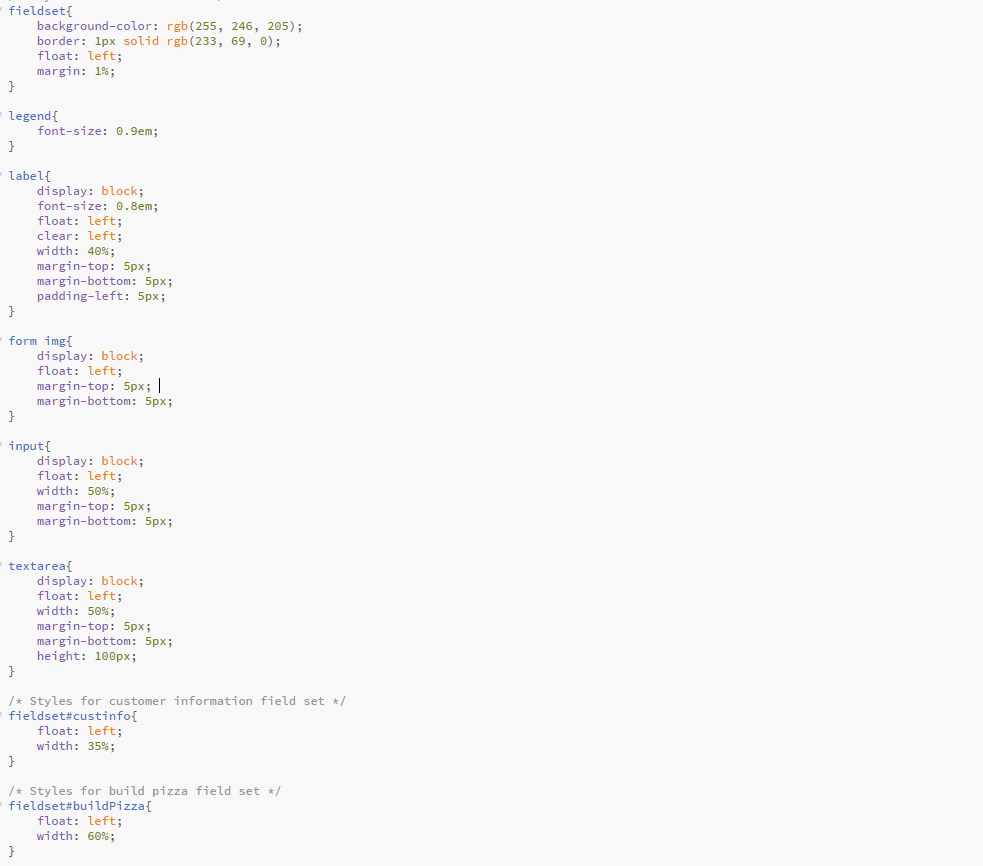 fieldset{
    background-color: rgb(255, 246, 205);
    border: 1px solid rgb(233, 69, 0);
    float: left;
    margin: 1%;
}

legend{
    font-size: 0.9em;
}

label{
    display: block;
    font-size: 0.8em;
    float: left;
    clear: left;
    width: 40%;
    margin-top: 5px;
    margin-bottom: 5px;
    padding-left: 5px;
}

form img{
    display: block;
    float: left;
    margin-top: 5px;
    margin-bottom: 5px;
}

input{
    display: block;
    float: left;
    width: 50%;
    margin-top: 5px;
    margin-bottom: 5px;
}

textarea{
    display: block;
    float: left;
    width: 50%;
    margin-top: 5px;
    margin-bottom: 5px;
    height: 100px;
}

/* Styles for customer information field set */
fieldset#custinfo{
    float: left;
    width: 35%;
}

/* Styles for build pizza field set */
fieldset#buildPizza{
    float: left;
    width: 60%;
}